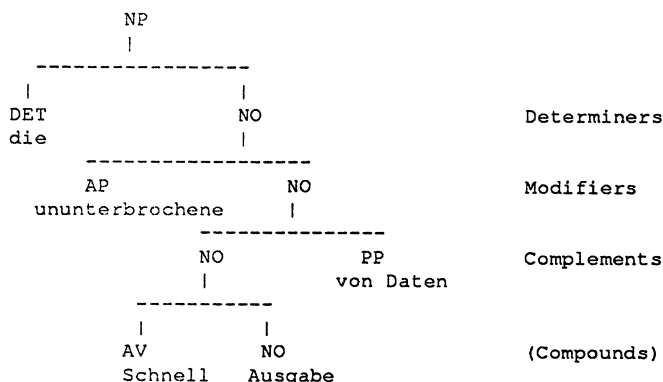 NP
DET NO Determiners
die
AP NO Modifiers
ununterbrochene
NO PP Complements
von Daten
AV NO (Compounds)
Schnell Ausgabe